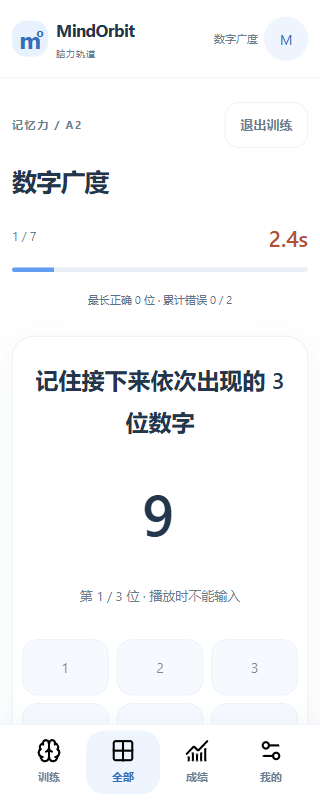 m°
MindOrbit
脑力轨道
数字广度
M
记忆力 / A2
退出训练
数字广度
1 / 7
2.4s
最长正确 0 位 · 累计错误 0 / 2
记住接下来依次出现的 3
位数字
9
第 1 / 3 位 · 播放时不能输入
1
2
3
训练
全部
成绩
我的